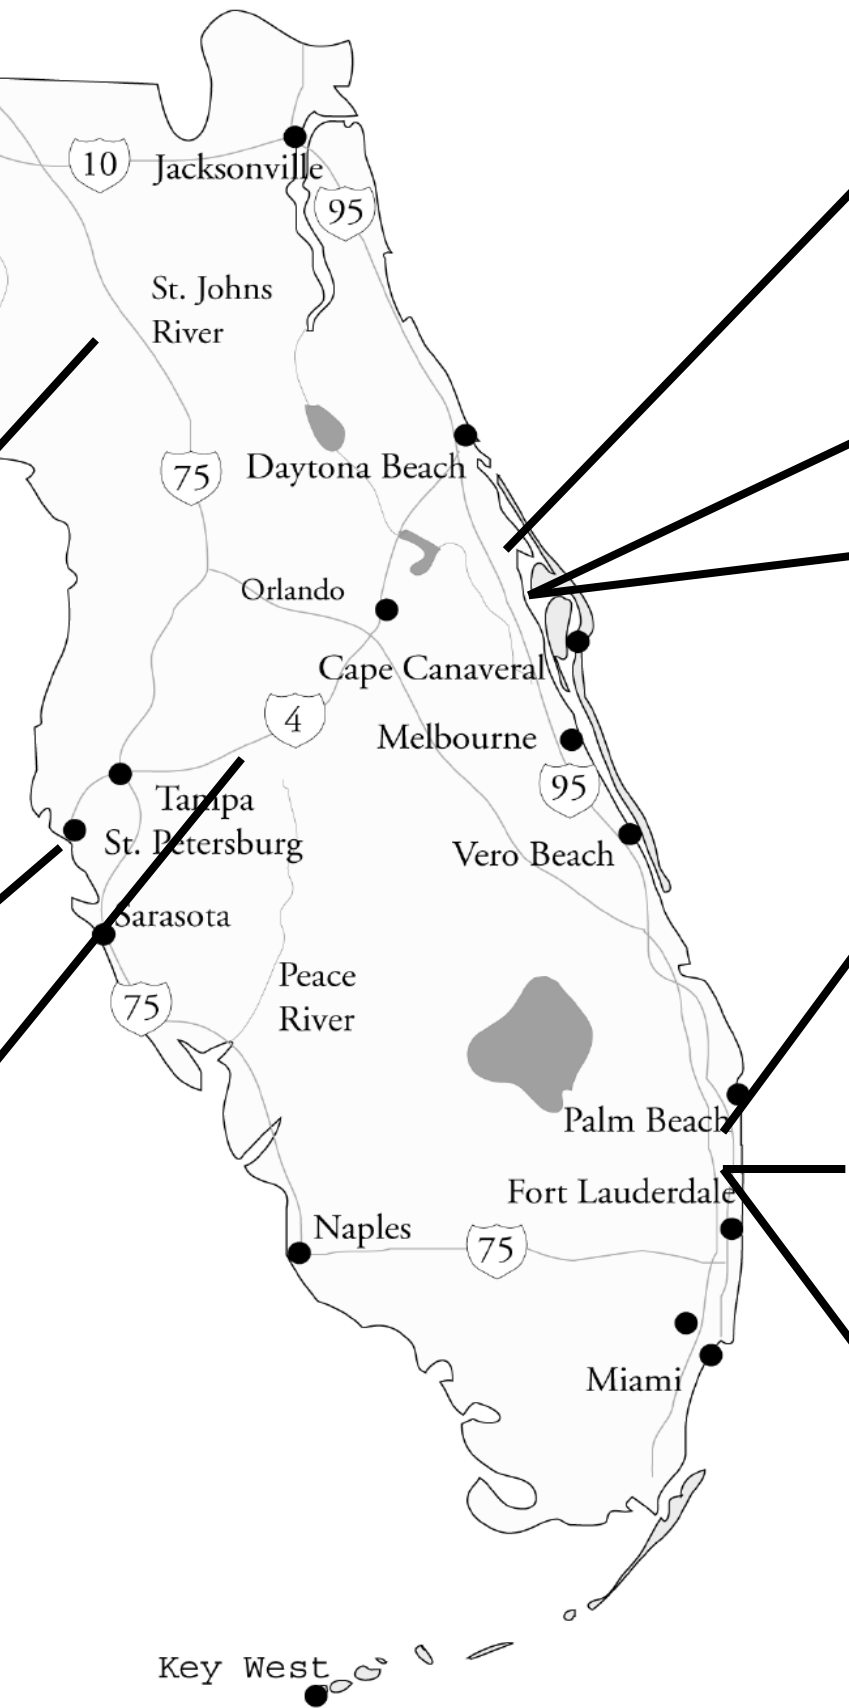 10
Jacksonville
95
St. Johns
River
75
Daytona Beach
Orlando
Cape Canaveral
4
Melbourne
95
Tampa
St. Petersburg
Vero Beach
Sarasota
75
Peace
River
Palm Beach
Fort Lauderdale
Naples
75
Miami
Key West